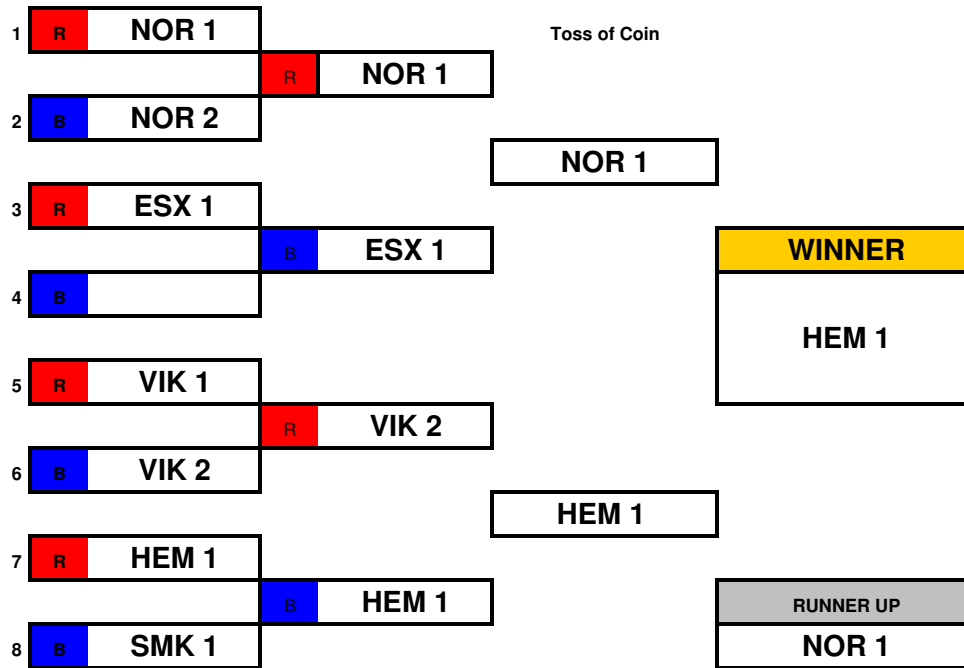 1 R NOR 1 Toss of Coin
R NOR 1
2 B NOR 2
NOR 1
3 R ESX 1
B ESX 1 WINNER
4 B
HEM 1
5 R VIK 1
R VIK 2
6 B VIK 2
HEM 1
7 R HEM 1
B HEM 1 RUNNER UP
8 B SMK 1 NOR 1